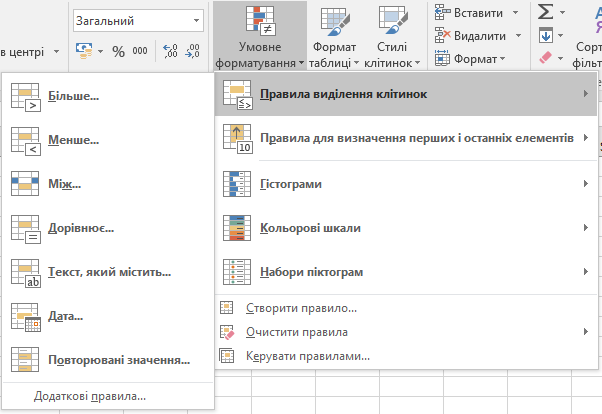 Загальний
в центрі
%
000
Умовне
форматування
Формат
таблиці
Стилі
клітинок
Вставити
Видалити
Формат
Сорт
фільт
Більше...
Менше...
Між...
Дорівнює...
Текст, який містить...
Дата...
Повторювані значення...
Додаткові правила...
Правила виділення клітинок
Правила для визначення перших і останніх елементів
Гістограми
Кольорові шкали
Набори піктограм
Створити правило...
Очистити правила
Керувати правилами...